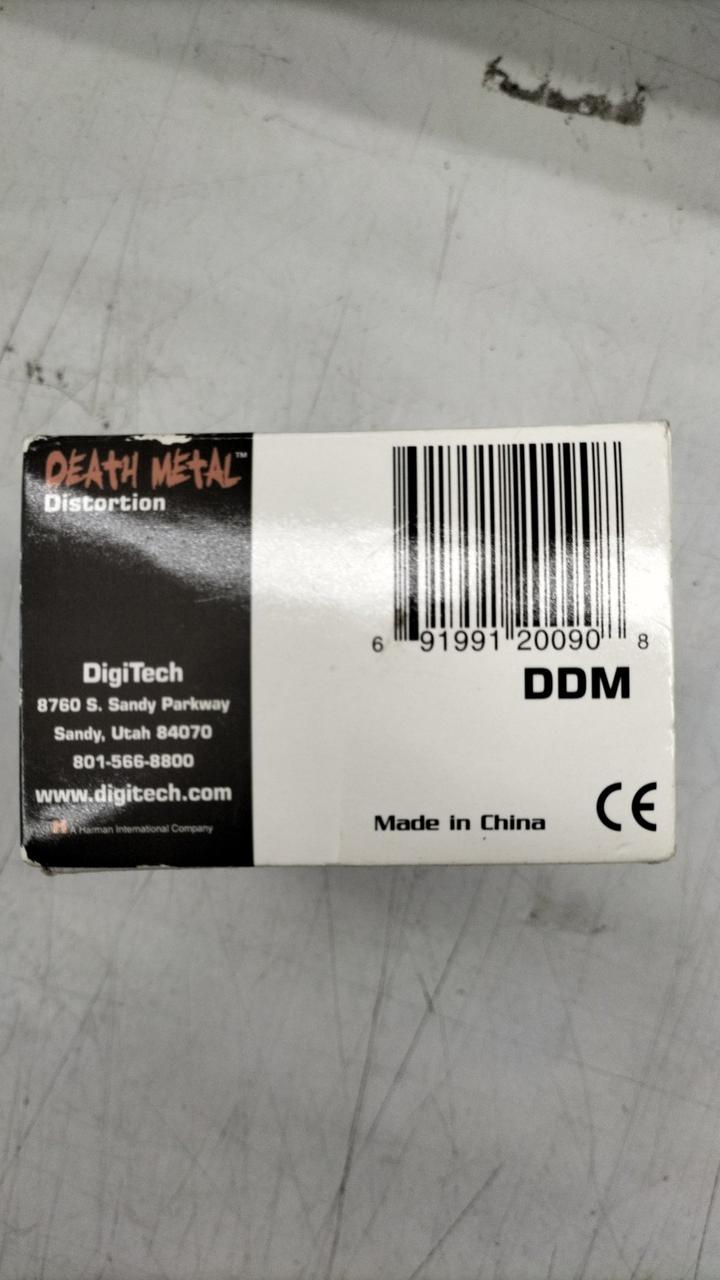 DEATH METAL™
Distortion
DigiTech
8760 S. Sandy Parkway
Sandy, Utah 84070
801-566-8800
www.digitech.com
A Harman International Company
6 91991 20090 8
DDM
Made in China
CE